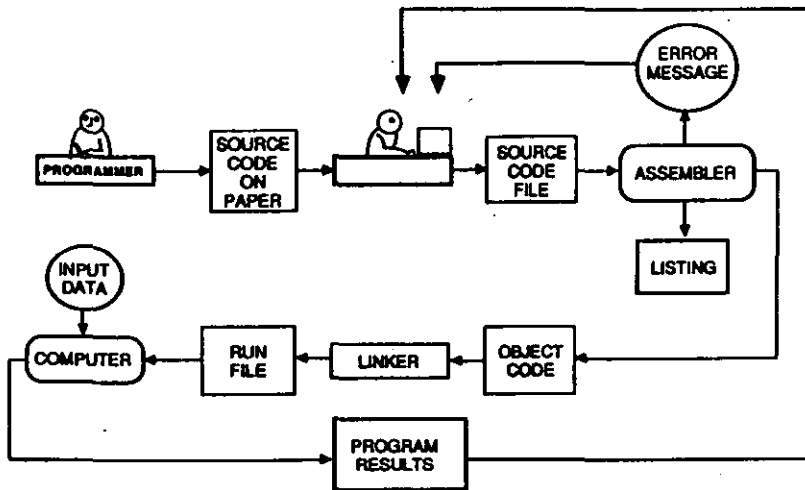 ERROR
MESSAGE
PROGRAMMER
SOURCE
CODE
ON
PAPER
SOURCE
CODE
FILE
ASSEMBLER
LISTING
INPUT
DATA
COMPUTER
RUN
FILE
LINKER
OBJECT
CODE
PROGRAM
RESULTS